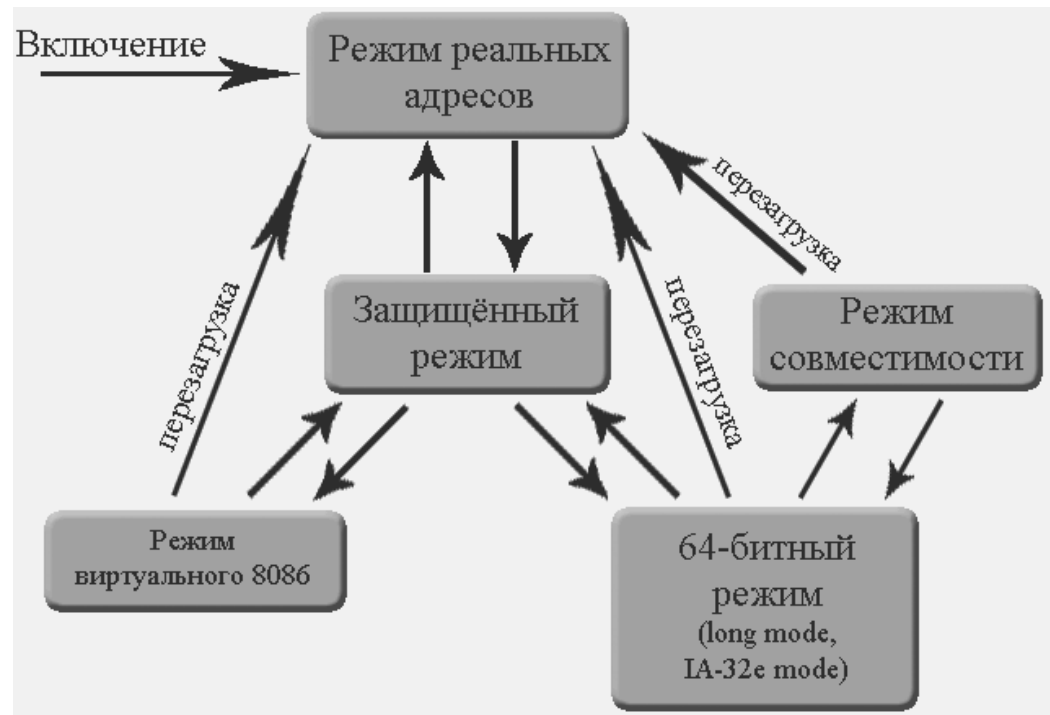 Включение
Режим реальных
адресов
перезагрузка
перезагрузка
перезагрузка
Защищённый
режим
Режим
совместимости
Режим
виртуального 8086
64-битный
режим
(long mode,
IA-32e mode)